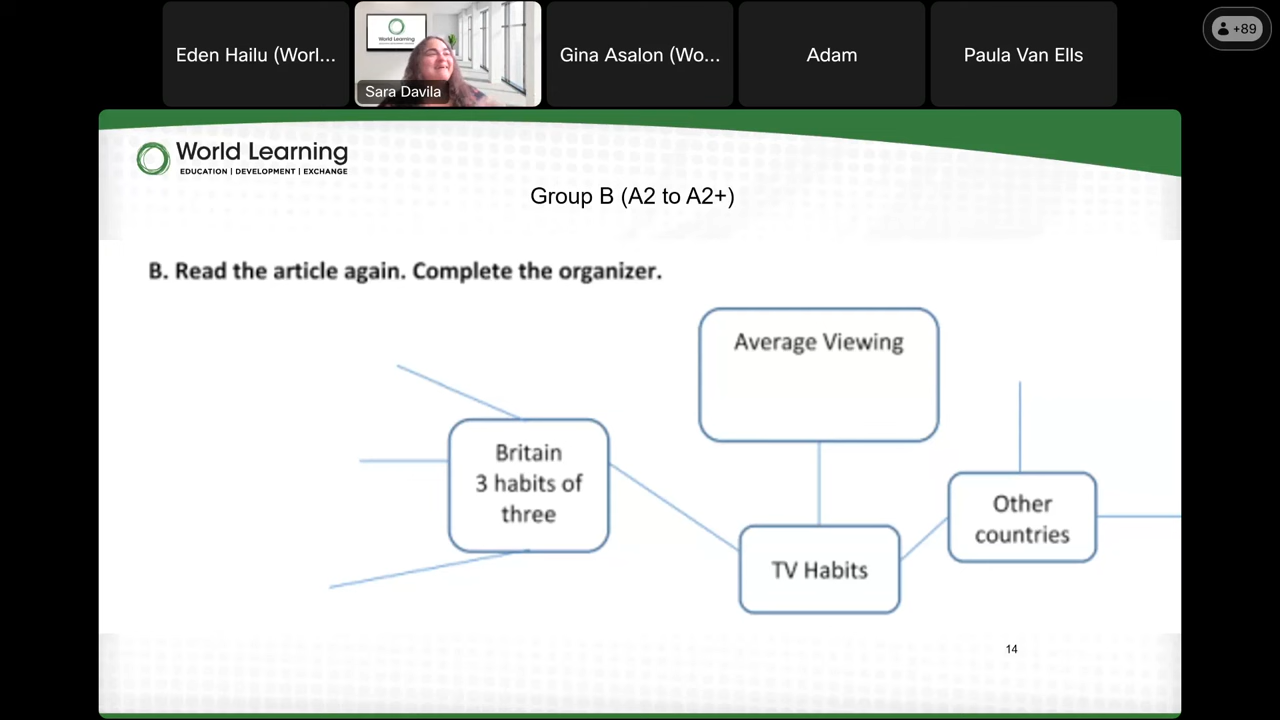 Eden Hailu (Worl...
World Learning
Sara Davila
Gina Asalon (Wo...
Adam
Paula Van Ells
+89
World Learning
EDUCATION | DEVELOPMENT | EXCHANGE
Group B (A2 to A2+)
B. Read the article again. Complete the organizer.
Average Viewing
Britain
3 habits of
three
Other
countries
TV Habits
14